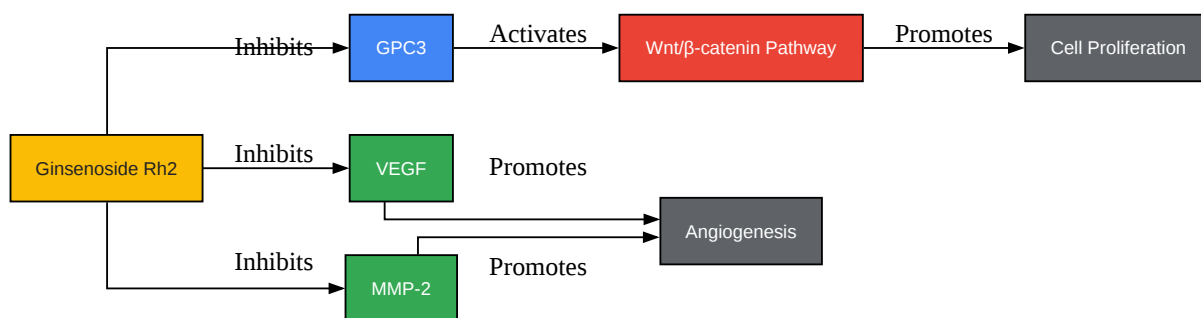 Inhibits
GPC3
Activates
Wnt/β-catenin Pathway
Promotes
Cell Proliferation
Ginsenoside Rh2
Inhibits
VEGF
Promotes
Angiogenesis
Inhibits
MMP-2
Promotes